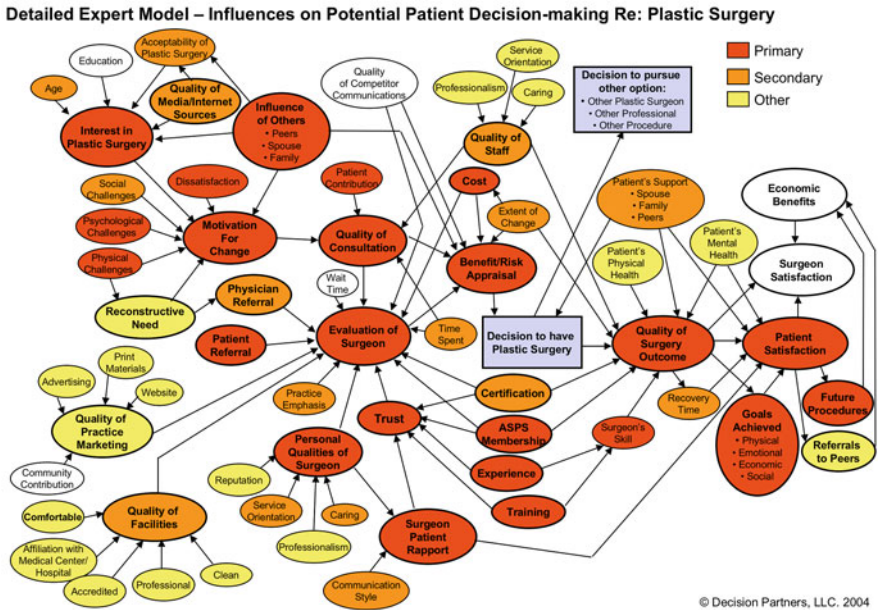 Detailed Expert Model – Influences on Potential Patient Decision-making Re: Plastic Surgery
Primary
Secondary
Other
Education
Acceptability of
Plastic Surgery
Age
Quality of
Media/Internet
Sources
Interest in
Plastic Surgery
Influence
of Others
• Peers
• Spouse
• Family
Quality
of Competitor
Communications
Service
Orientation
Professionalism
Caring
Quality of
Staff
Decision to pursue
other option:
• Other Plastic Surgeon
• Other Professional
• Other Procedure
Social
Challenges
Dissatisfaction
Psychological
Challenges
Physical
Challenges
Motivation
For
Change
Patient
Contribution
Quality of
Consultation
Cost
Extent of
Change
Benefit/Risk
Appraisal
Patient's Support
• Spouse
• Family
• Peers
Patient's
Physical
Health
Patient's
Mental
Health
Economic
Benefits
Surgeon
Satisfaction
Reconstructive
Need
Physician
Referral
Patient
Referral
Wait
Time
Evaluation of
Surgeon
Time
Spent
Decision to have
Plastic Surgery
Quality of
Surgery
Outcome
Patient
Satisfaction
Print
Materials
Advertising
Website
Quality of
Practice
Marketing
Community
Contribution
Practice
Emphasis
Trust
Certification
ASPS
Membership
Experience
Training
Surgeon's
Skill
Recovery
Time
Goals
Achieved
• Physical
• Emotional
• Economic
• Social
Future
Procedures
Referrals
to Peers
Personal
Qualities of
Surgeon
Reputation
Service
Orientation
Caring
Professionalism
Surgeon
Patient
Rapport
Communication
Style
Comfortable
Quality of
Facilities
Affiliation with
Medical Center/
Hospital
Accredited
Professional
Clean
© Decision Partners, LLC. 2004